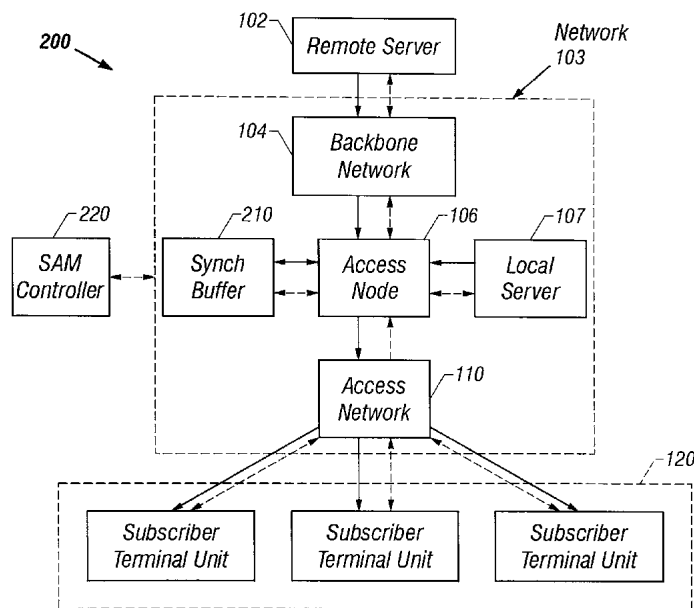 200
102
Remote Server
Network
103
104
Backbone
Network
220
210
106
107
SAM
Controller
Synch
Buffer
Access
Node
Local
Server
110
Access
Network
120
Subscriber
Terminal Unit
Subscriber
Terminal Unit
Subscriber
Terminal Unit